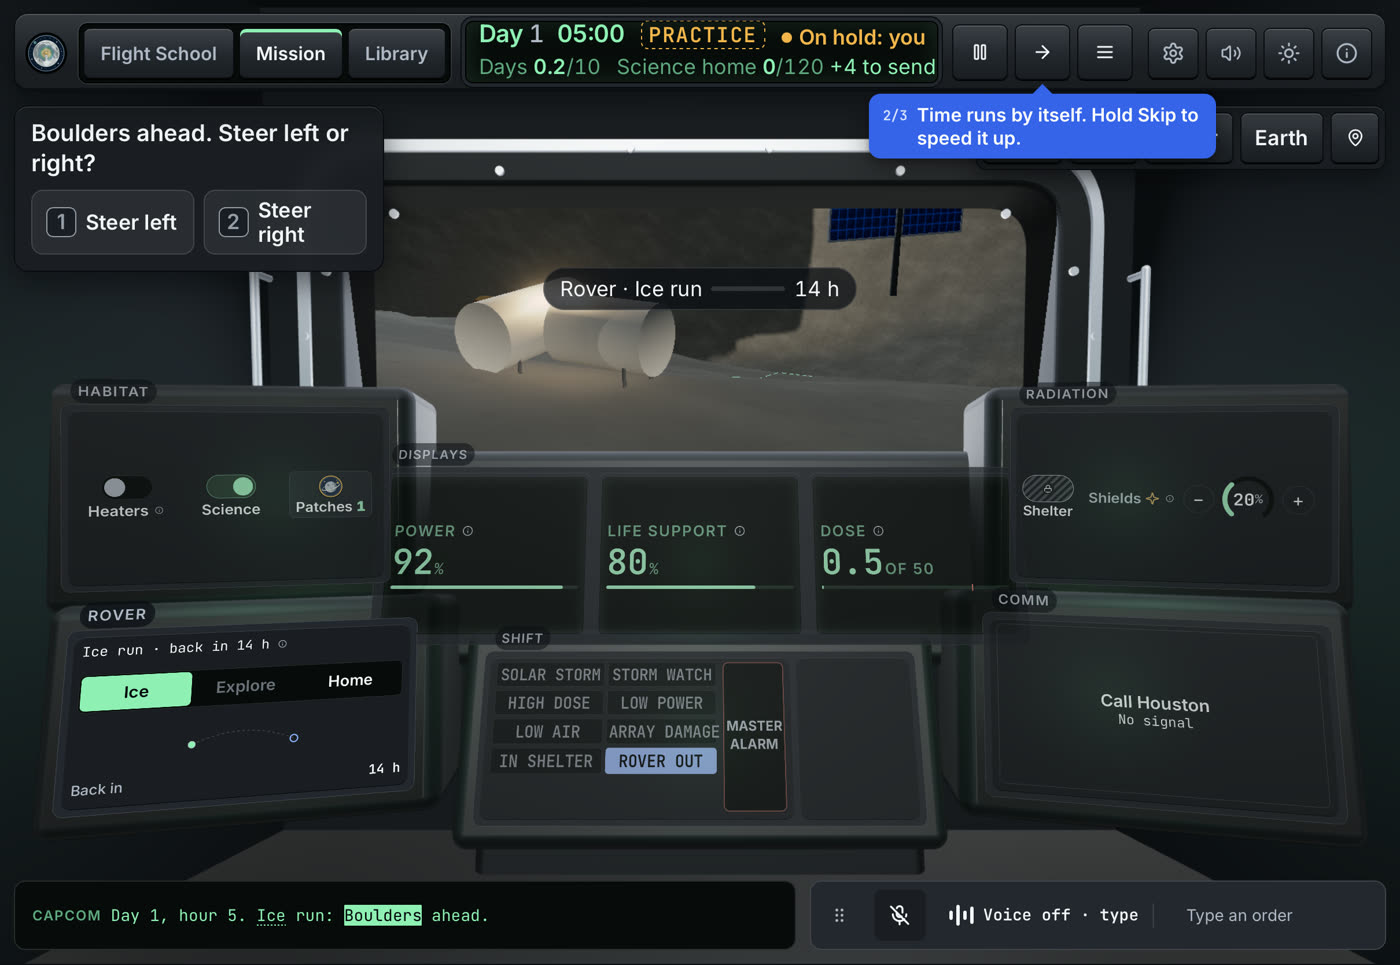 Flight School
Mission
Library
Day 1 05:00 PRACTICE On hold: you
Days 0.2/10 Science home 0/120 +4 to send
2/3 Time runs by itself. Hold Skip to
speed it up.
Earth
Boulders ahead. Steer left or
right?
1 Steer left
2 Steer
right
Rover · Ice run 14 h
HABITAT
Heaters
Science
Patches 1
DISPLAYS
POWER
92%
LIFE SUPPORT
80%
DOSE
0.5 OF 50
RADIATION
Shelter
Shields
− 20% +
ROVER
Ice run · back in 14 h
Ice
Explore
Home
14 h
Back in
SHIFT
SOLAR STORM
STORM WATCH
HIGH DOSE
LOW POWER
LOW AIR
ARRAY DAMAGE
IN SHELTER
ROVER OUT
MASTER
ALARM
COMM
Call Houston
No signal
CAPCOM Day 1, hour 5. Ice run: Boulders ahead.
Voice off · type
Type an order